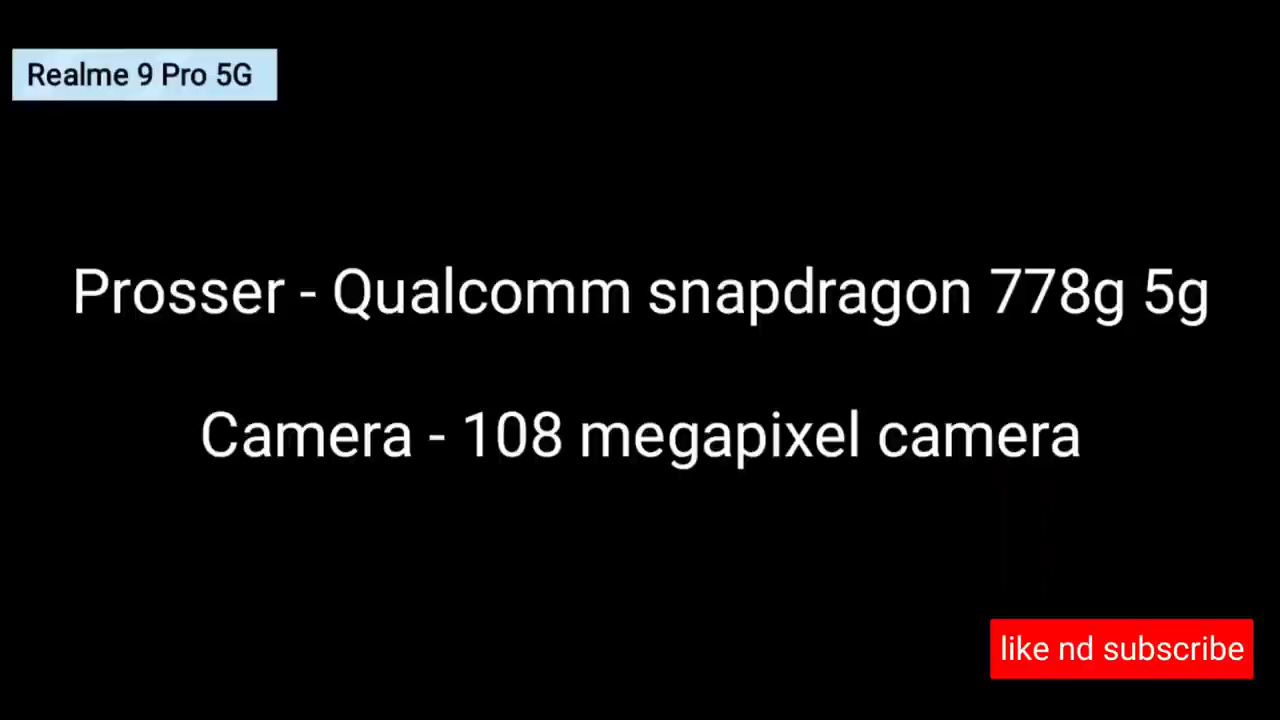 Realme 9 Pro 5G
Prosser - Qualcomm snapdragon 778g 5g
Camera - 108 megapixel camera
like nd subscribe